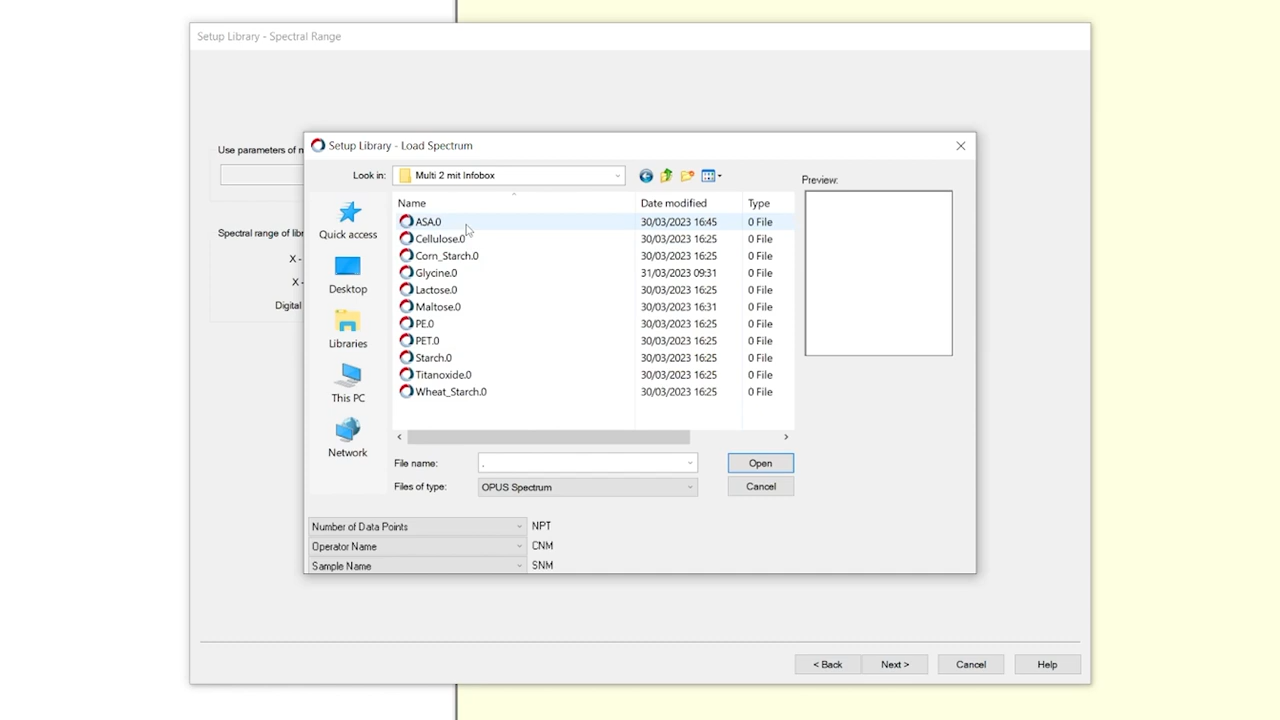 Setup Library - Spectral Range
Use parameters of
Spectral range of
X -
X -
Digital
Setup Library - Load Spectrum
Look in: Multi 2 mit Infobox
Preview:
Quick access
Desktop
Libraries
This PC
Network
Name Date modified Type
ASA.0 30/03/2023 16:45 0 File
Cellulose.0 30/03/2023 16:25 0 File
Corn_Starch.0 30/03/2023 16:25 0 File
Glycine.0 31/03/2023 09:31 0 File
Lactose.0 30/03/2023 16:25 0 File
Maltose.0 30/03/2023 16:31 0 File
PE.0 30/03/2023 16:25 0 File
PET.0 30/03/2023 16:25 0 File
Starch.0 30/03/2023 16:25 0 File
Titanoxide.0 30/03/2023 16:25 0 File
Wheat_Starch.0 30/03/2023 16:25 0 File
File name: . Open
Files of type: OPUS Spectrum Cancel
Number of Data Points NPT
Operator Name CNM
Sample Name SNM
< Back Next > Cancel Help